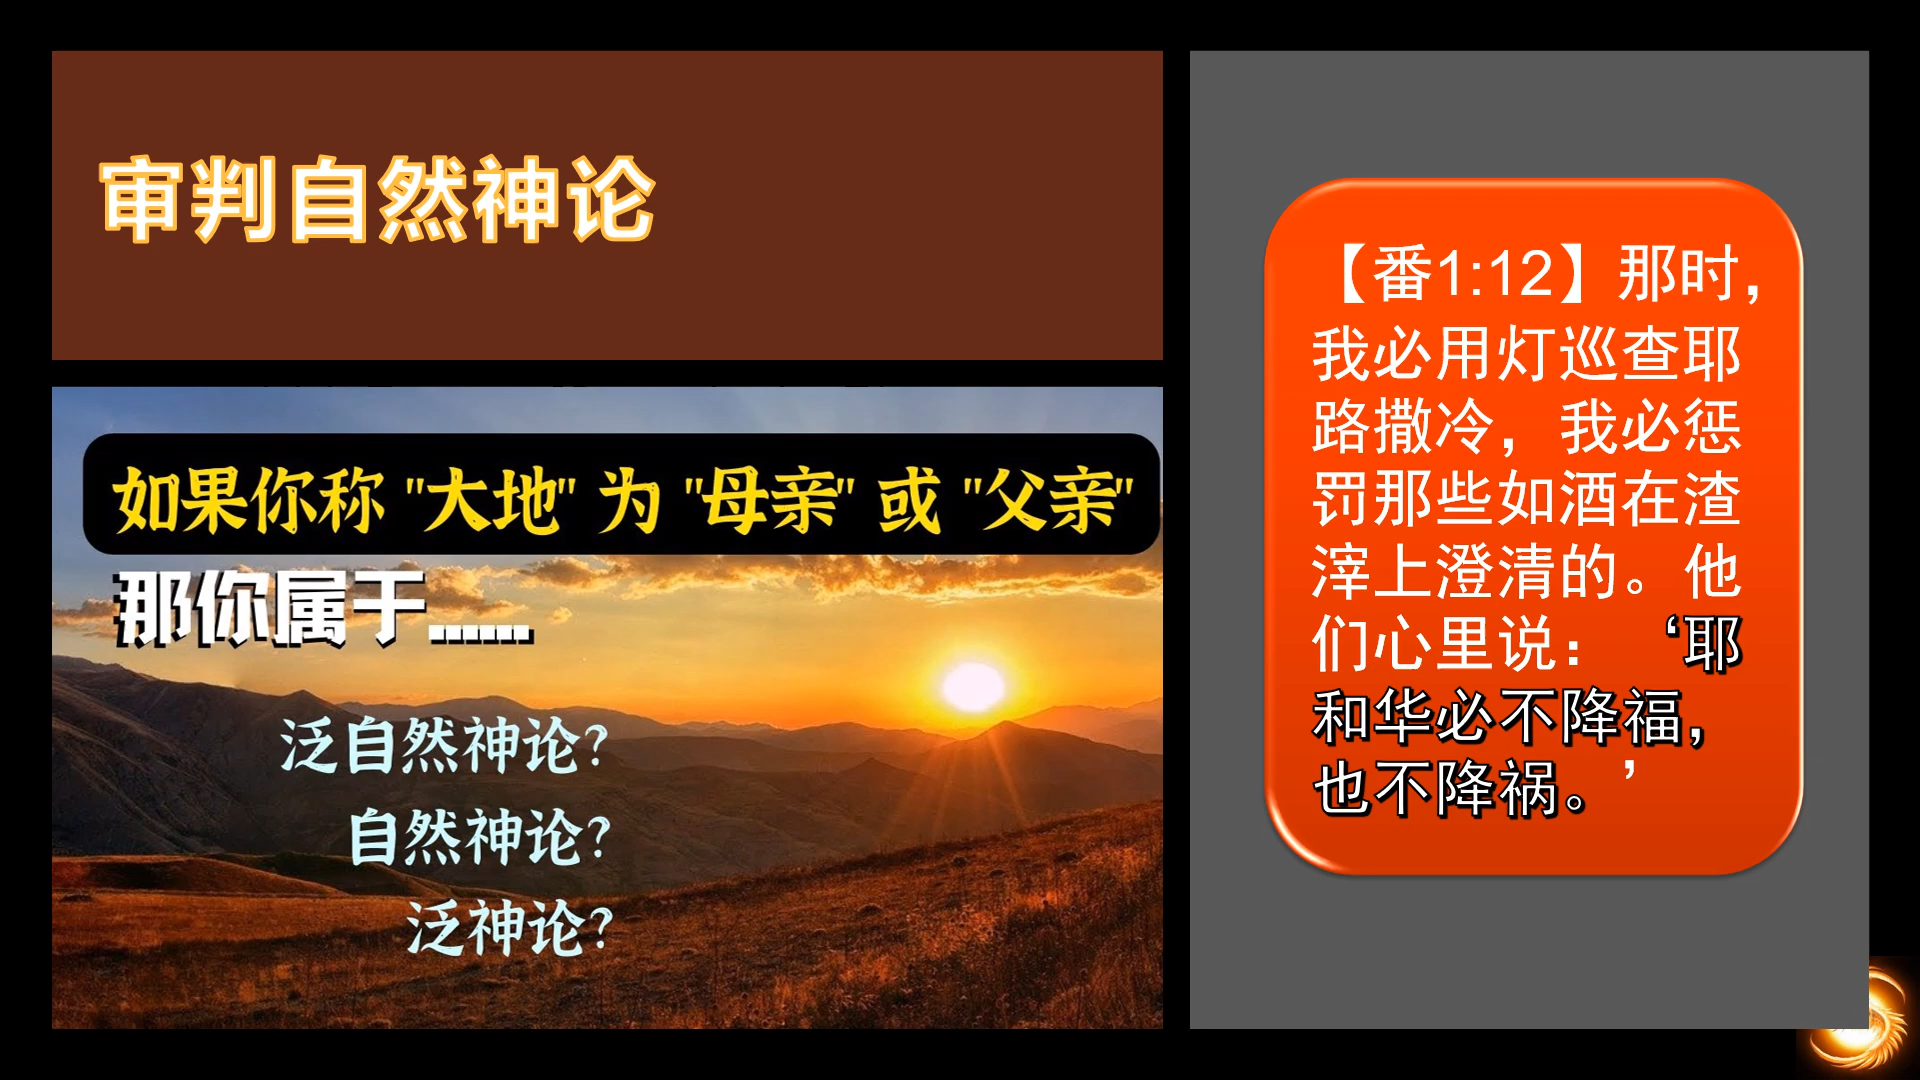 审判自然神论
如果你称 "大地" 为 "母亲" 或 "父亲"
那你属于......
泛自然神论?
自然神论?
泛神论?
【番1:12】那时，
我必用灯巡查耶
路撒冷，我必惩
罚那些如酒在渣
滓上澄清的。他
们心里说： ‘耶
和华必不降福，
也不降祸。’